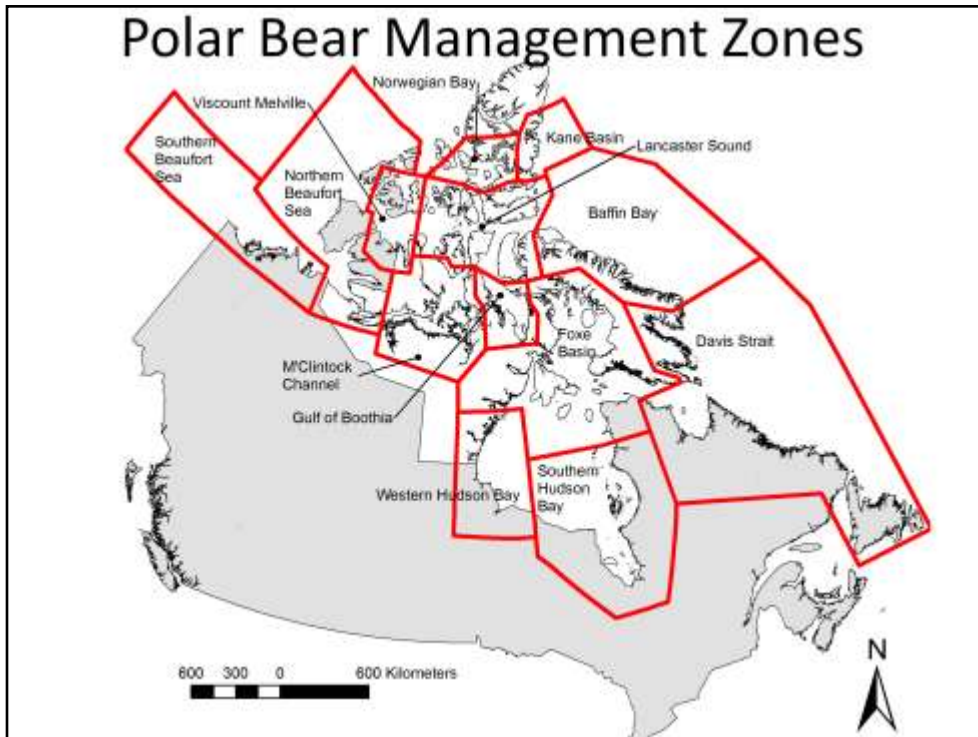 Polar Bear Management Zones
Norwegian Bay
Viscount Melville
Kane Basin
Lancaster Sound
Southern
Beaufort
Sea
Northern
Beaufort
Sea
Baffin Bay
Davis Strait
Foxe
Basin
M'Clintock
Channel
Gulf of Boothia
Western Hudson Bay
Southern
Hudson
Bay
600 300 0 600 Kilometers
N